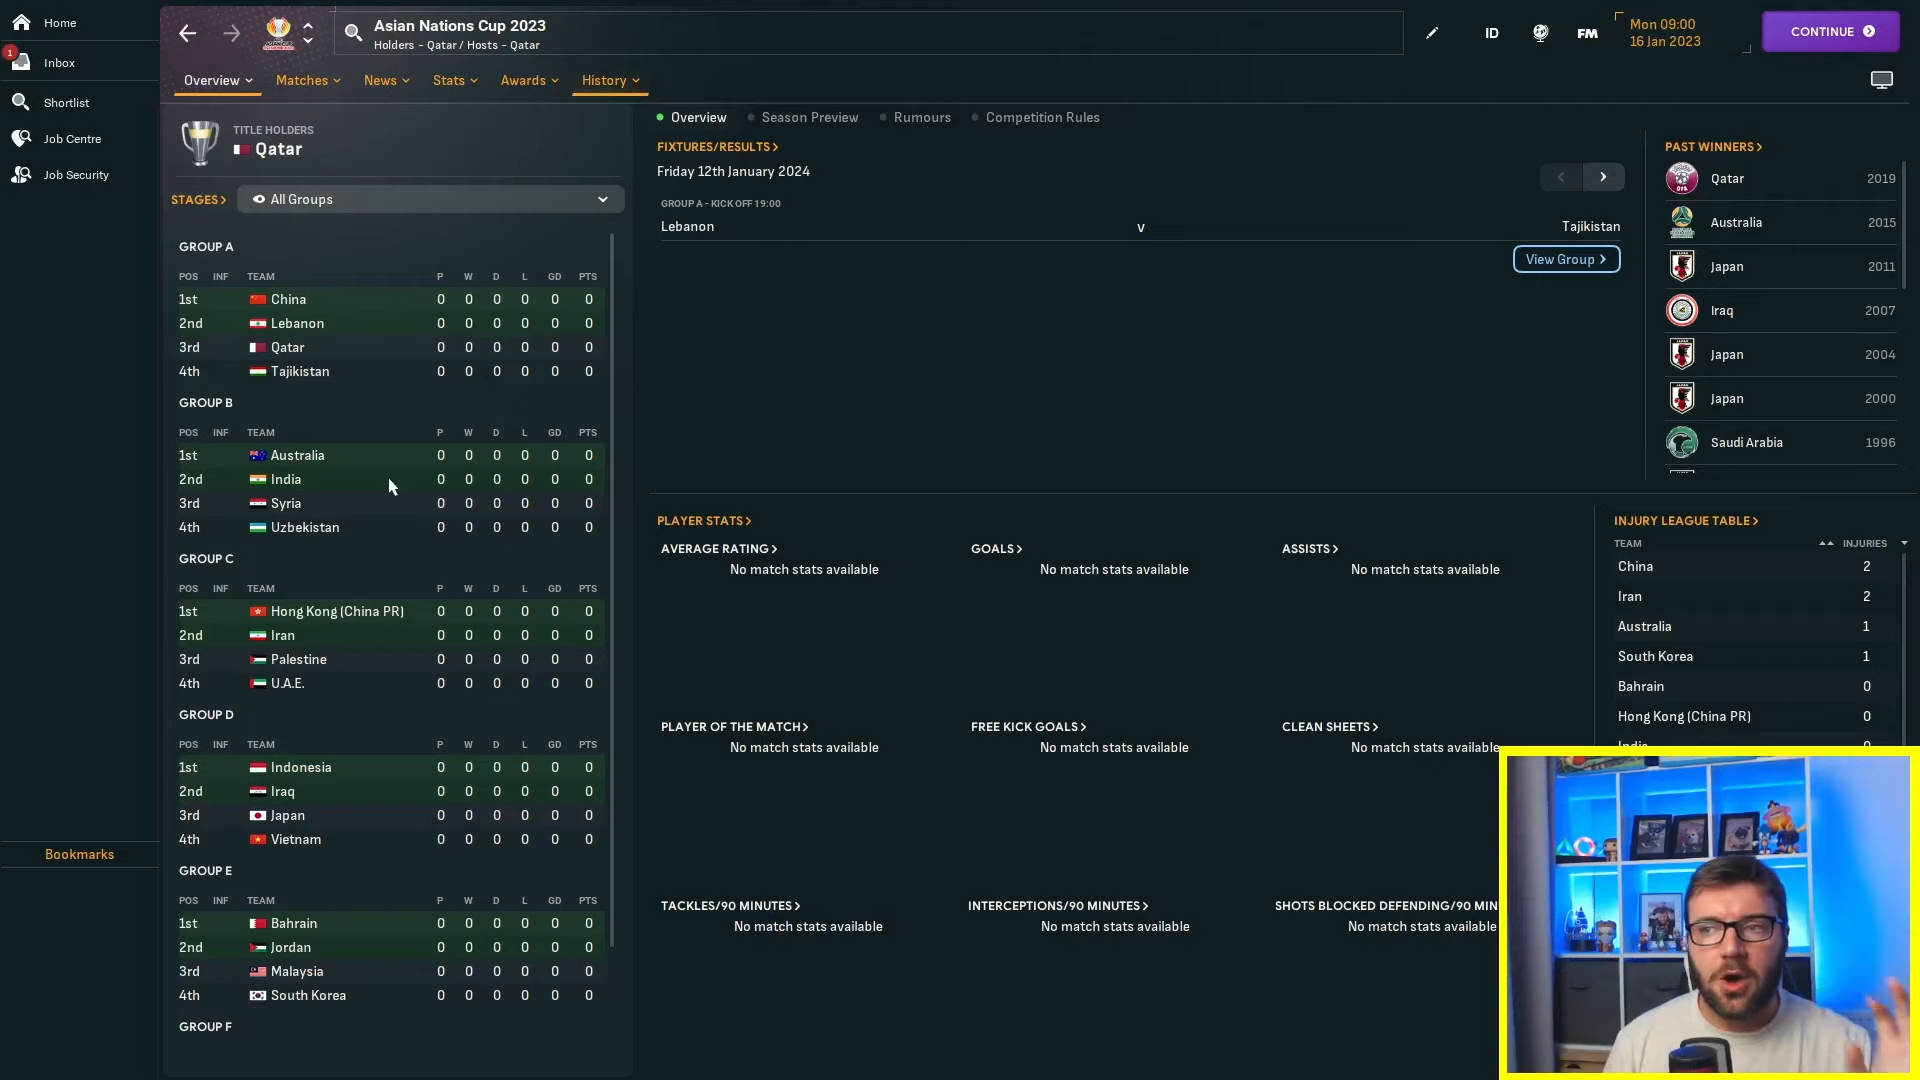 Home
1
Inbox
Shortlist
Job Centre
Job Security
Bookmarks
Asian Nations Cup 2023
Holders - Qatar / Hosts - Qatar
ID
FM
Mon 09:00
16 Jan 2023
CONTINUE
Overview
Matches
News
Stats
Awards
History
TITLE HOLDERS
Qatar
STAGES
All Groups
GROUP A
POS INF TEAM P W D L GD PTS
1st China 0 0 0 0 0 0
2nd Lebanon 0 0 0 0 0 0
3rd Qatar 0 0 0 0 0 0
4th Tajikistan 0 0 0 0 0 0
GROUP B
POS INF TEAM P W D L GD PTS
1st Australia 0 0 0 0 0 0
2nd India 0 0 0 0 0 0
3rd Syria 0 0 0 0 0 0
4th Uzbekistan 0 0 0 0 0 0
GROUP C
POS INF TEAM P W D L GD PTS
1st Hong Kong (China PR) 0 0 0 0 0 0
2nd Iran 0 0 0 0 0 0
3rd Palestine 0 0 0 0 0 0
4th U.A.E. 0 0 0 0 0 0
GROUP D
POS INF TEAM P W D L GD PTS
1st Indonesia 0 0 0 0 0 0
2nd Iraq 0 0 0 0 0 0
3rd Japan 0 0 0 0 0 0
4th Vietnam 0 0 0 0 0 0
GROUP E
POS INF TEAM P W D L GD PTS
1st Bahrain 0 0 0 0 0 0
2nd Jordan 0 0 0 0 0 0
3rd Malaysia 0 0 0 0 0 0
4th South Korea 0 0 0 0 0 0
GROUP F
Overview
Season Preview
Rumours
Competition Rules
FIXTURES/RESULTS
Friday 12th January 2024
GROUP A - KICK OFF 19:00
Lebanon v Tajikistan
View Group
PAST WINNERS
Qatar 2019
Australia 2015
Japan 2011
Iraq 2007
Japan 2004
Japan 2000
Saudi Arabia 1996
PLAYER STATS
AVERAGE RATING
No match stats available
GOALS
No match stats available
ASSISTS
No match stats available
PLAYER OF THE MATCH
No match stats available
FREE KICK GOALS
No match stats available
CLEAN SHEETS
No match stats available
TACKLES/90 MINUTES
No match stats available
INTERCEPTIONS/90 MINUTES
No match stats available
SHOTS BLOCKED DEFENDING/90 MIN
No match stats available
INJURY LEAGUE TABLE
TEAM INJURIES
China 2
Iran 2
Australia 1
South Korea 1
Bahrain 0
Hong Kong (China PR) 0
India 0